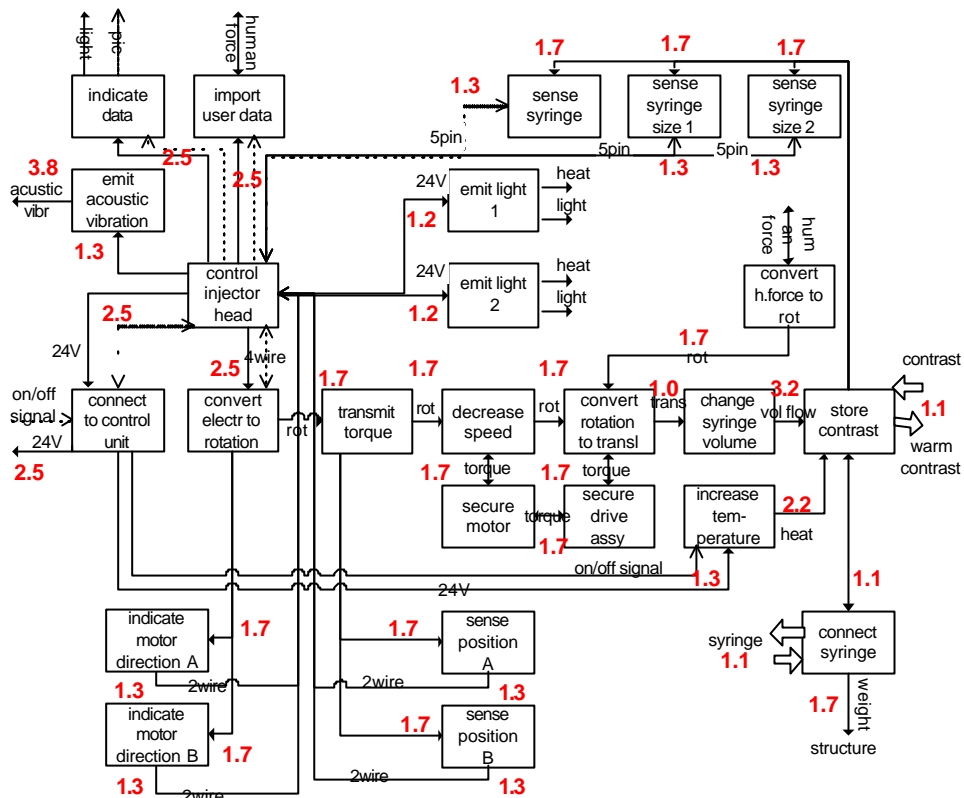 light
pic
human
force
1.7
1.7
1.7
indicate
data
import
user data
1.3
sense
syringe
sense
syringe
size 1
sense
syringe
size 2
5pin
5pin
5pin
2.5
2.5
1.3
1.3
3.8
acustic
vibr
emit
acoustic
vibration
24V
emit light
1
heat
light
1.2
1.3
hum
an
force
control
injector
head
24V
emit light
2
heat
light
1.2
convert
h.force to
rot
2.5
24V
2.5
4wire
1.7
rot
contrast
on/off
signal
connect
to control
unit
convert
electr to
rotation
rot
1.7
transmit
torque
1.7
rot
decrease
speed
1.7
rot
convert
rotation
to transl
1.0
trans
change
syringe
volume
3.2
vol flow
store
contrast
1.1
warm
contrast
24V
2.5
1.7
torque
1.7
torque
secure
motor
torque
1.7
secure
drive
assy
increase
tem-
perature
2.2
heat
on/off signal
1.3
24V
1.1
indicate
motor
direction A
1.7
1.7
sense
position
A
syringe
1.1
connect
syringe
1.3
2wire
2wire
1.3
1.7
weight
structure
indicate
motor
direction B
1.7
1.7
sense
position
B
1.3
2wire
2wire
1.3